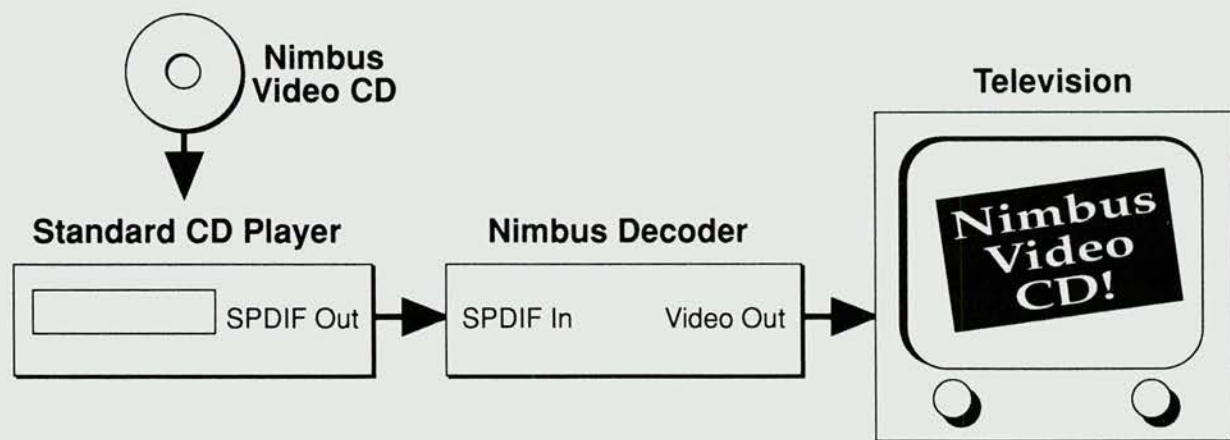 Nimbus
Video CD
Television
Standard CD Player
Nimbus Decoder
SPDIF Out
SPDIF In
Video Out
Nimbus
Video
CD!